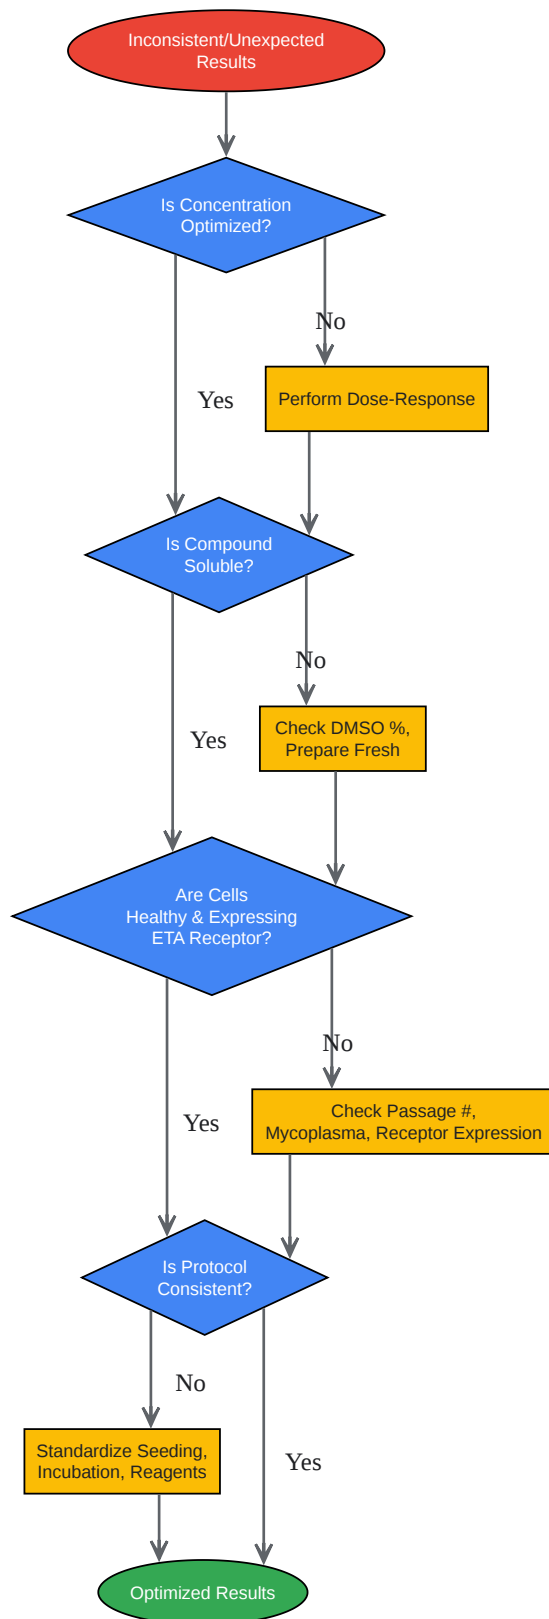 Inconsistent/Unexpected
Results
Is Concentration
Optimized?
No
Yes
Perform Dose-Response
Is Compound
Soluble?
No
Yes
Check DMSO %,
Prepare Fresh
Are Cells
Healthy & Expressing
ETA Receptor?
No
Yes
Check Passage #,
Mycoplasma, Receptor Expression
Is Protocol
Consistent?
No
Standardize Seeding,
Incubation, Reagents
Yes
Optimized Results